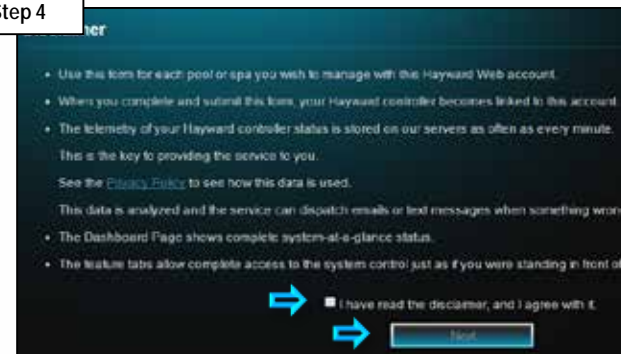 Step 4
Disclaimer
• Use this form for each pool or spa you wish to manage with this Hayward Web account.
• When you complete and submit this form, your Hayward controller becomes linked to this account.
• The telemetry of your Hayward controller status is stored on our servers as often as every minute.
This is the key to providing the service to you.
See the Privacy Policy to see how this data is used.
This data is analyzed and the service can dispatch emails or text messages when something
• The Dashboard Page shows complete system-at-a-glance status.
• The feature tabs allow complete access to the system control just as if you were standing in front of
I have read the disclaimer, and I agree with it.
Next